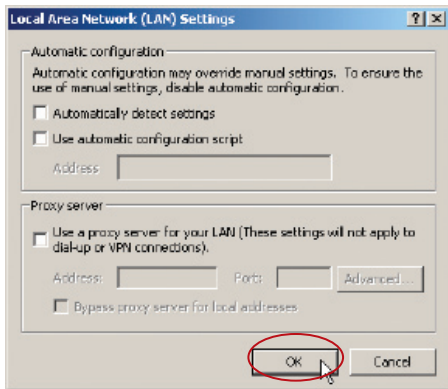 Local Area Network (LAN) Settings
Automatic configuration
Automatic configuration may override manual settings. To ensure the
use of manual settings, disable automatic configuration.
Automatically detect settings
Use automatic configuration script
Address
Proxy server
Use a proxy server for your LAN (These settings will not apply to
dial-up or VPN connections).
Address:
Port:
Advanced...
Bypass proxy server for local addresses
OK
Cancel